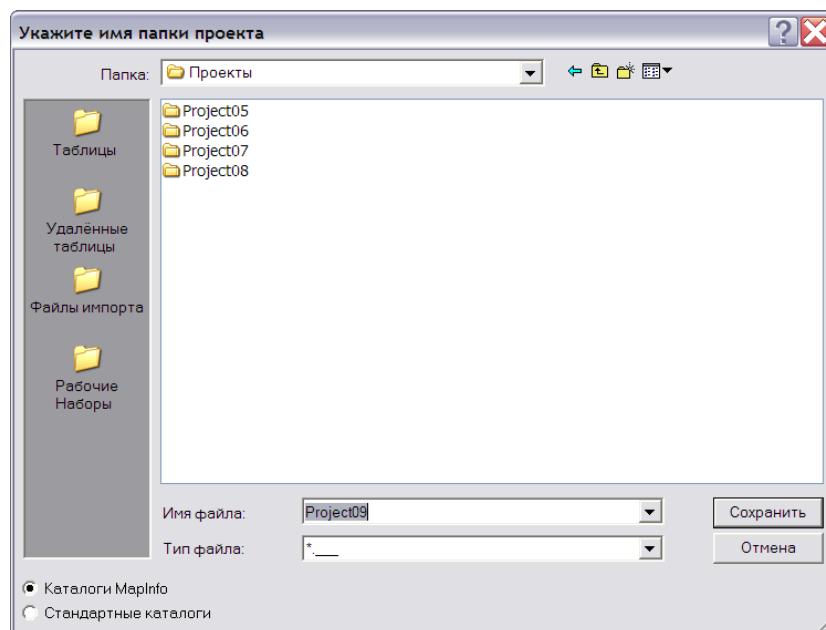 Укажите имя папки проекта
Папка: Проекты
Таблицы
Удалённые
таблицы
Файлы импорта
Рабочие
Наборы
Project05
Project06
Project07
Project08
Имя файла: Project09 Сохранить
Тип файла: *.___ Отмена
Каталоги MapInfo
Стандартные каталоги